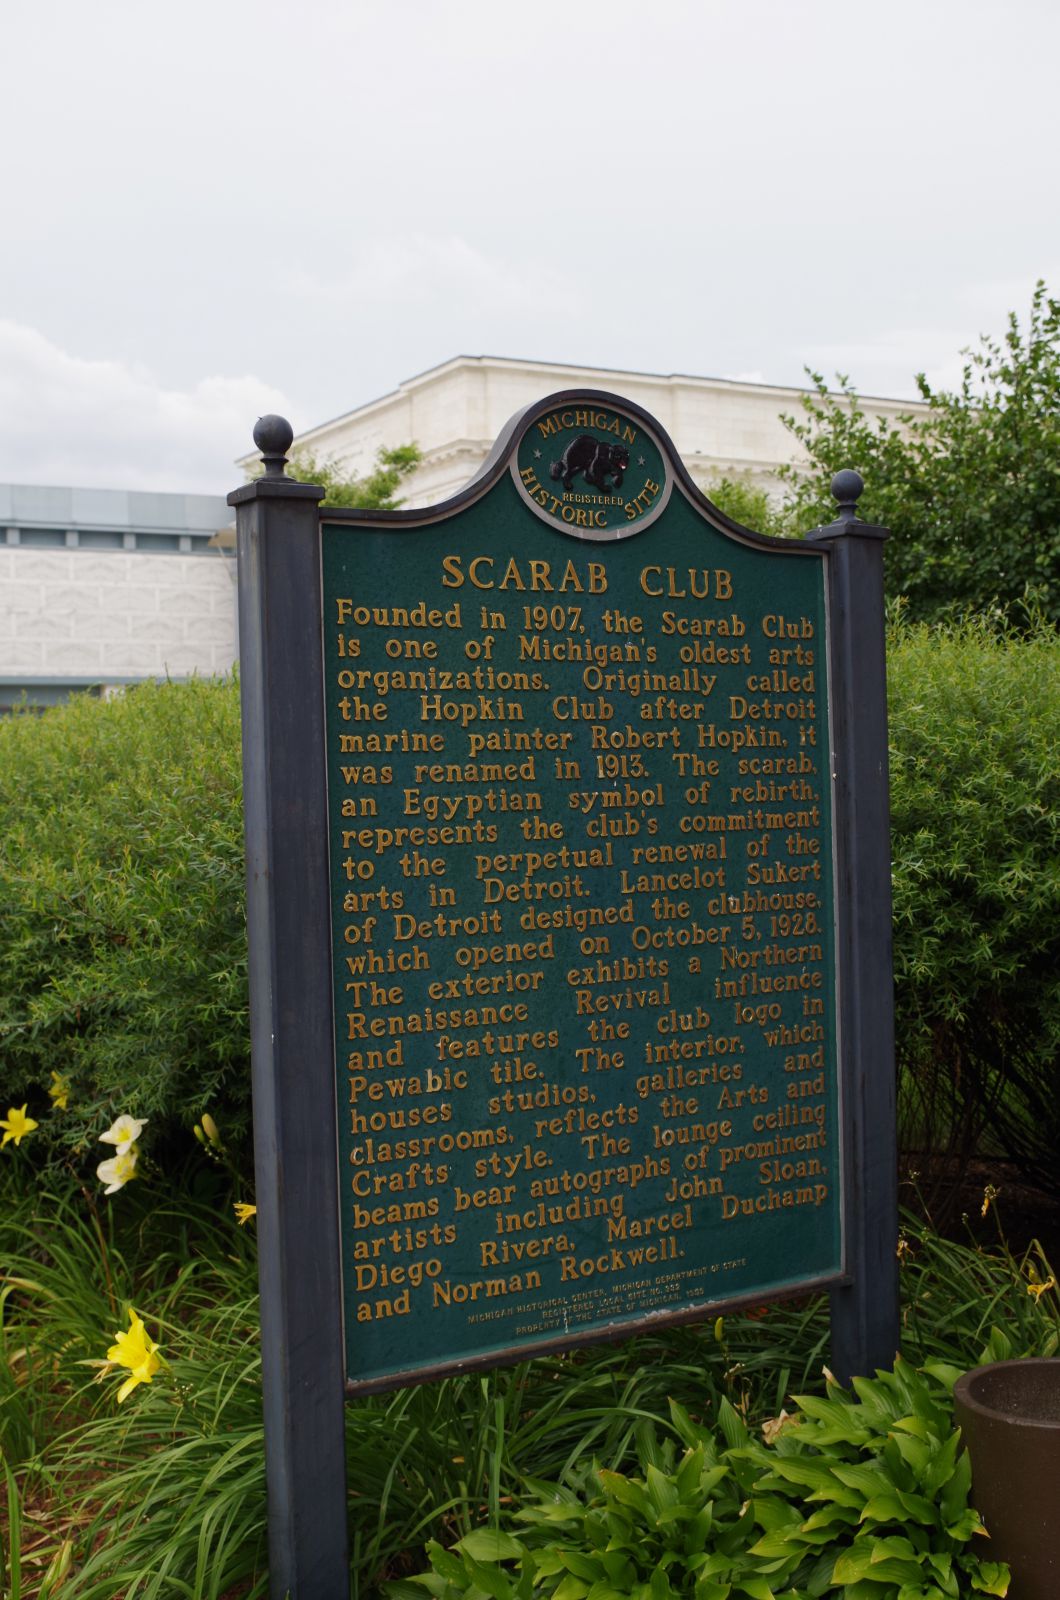 MICHIGAN
REGISTERED
HISTORIC SITE
SCARAB CLUB
Founded in 1907, the Scarab Club
is one of Michigan's oldest arts
organizations. Originally called
the Hopkin Club after Detroit
marine painter Robert Hopkin, it
was renamed in 1913. The scarab,
an Egyptian symbol of rebirth,
represents the club's commitment
to the perpetual renewal of the
arts in Detroit. Lancelot Sukert
of Detroit designed the clubhouse,
which opened on October 5, 1928.
The exterior exhibits a Northern
Renaissance Revival influence
and features the club logo in
Pewabic tile. The interior, which
houses studios, galleries and
classrooms, reflects the Arts and
Crafts style. The lounge ceiling
beams bear autographs of prominent
artists including John Sloan,
Diego Rivera, Marcel Duchamp
and Norman Rockwell.
MICHIGAN HISTORICAL CENTER, MICHIGAN DEPARTMENT OF STATE
REGISTERED LOCAL SITE NO.
PROPERTY OF THE STATE OF MICHIGAN,